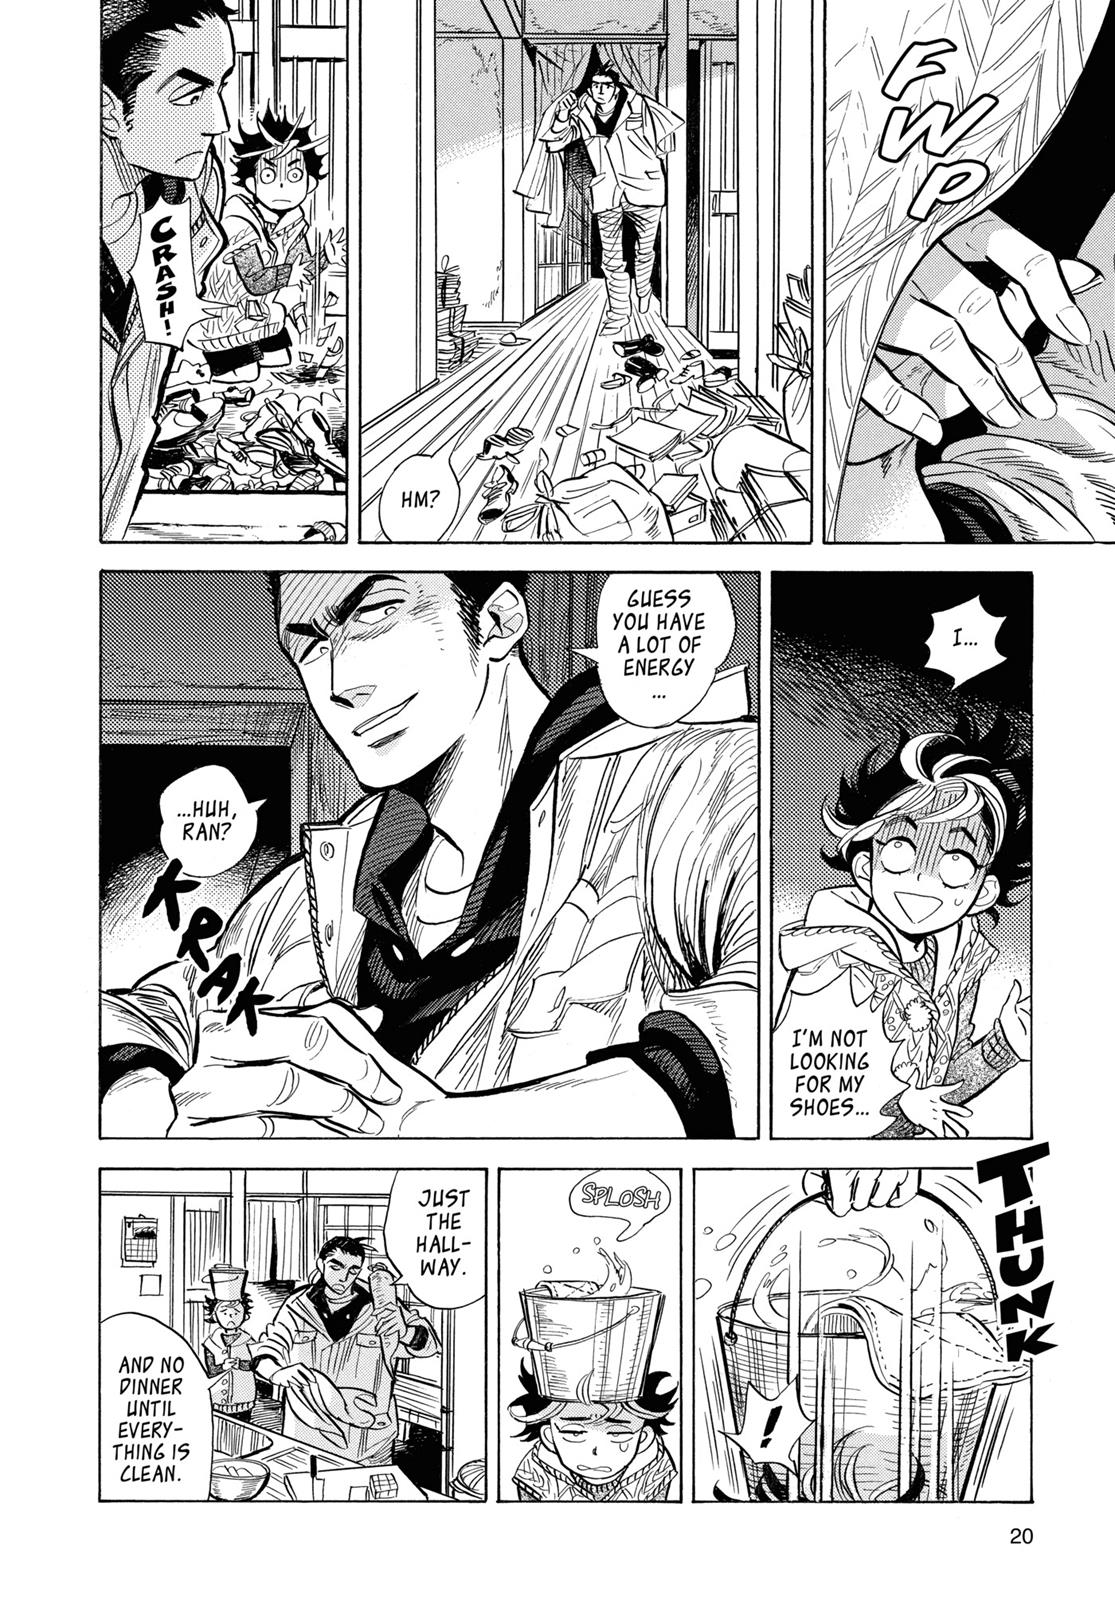 FWP
HM?
CRASH!
I...
I'M NOT
LOOKING
FOR MY
SHOES...
GUESS
YOU HAVE
A LOT OF
ENERGY
...
...HUH,
RAN?
KRAK
THUNK
!
SPLOSH
JUST
THE
HALL-
WAY.
AND NO
DINNER
UNTIL
EVERY-
THING IS
CLEAN.
20